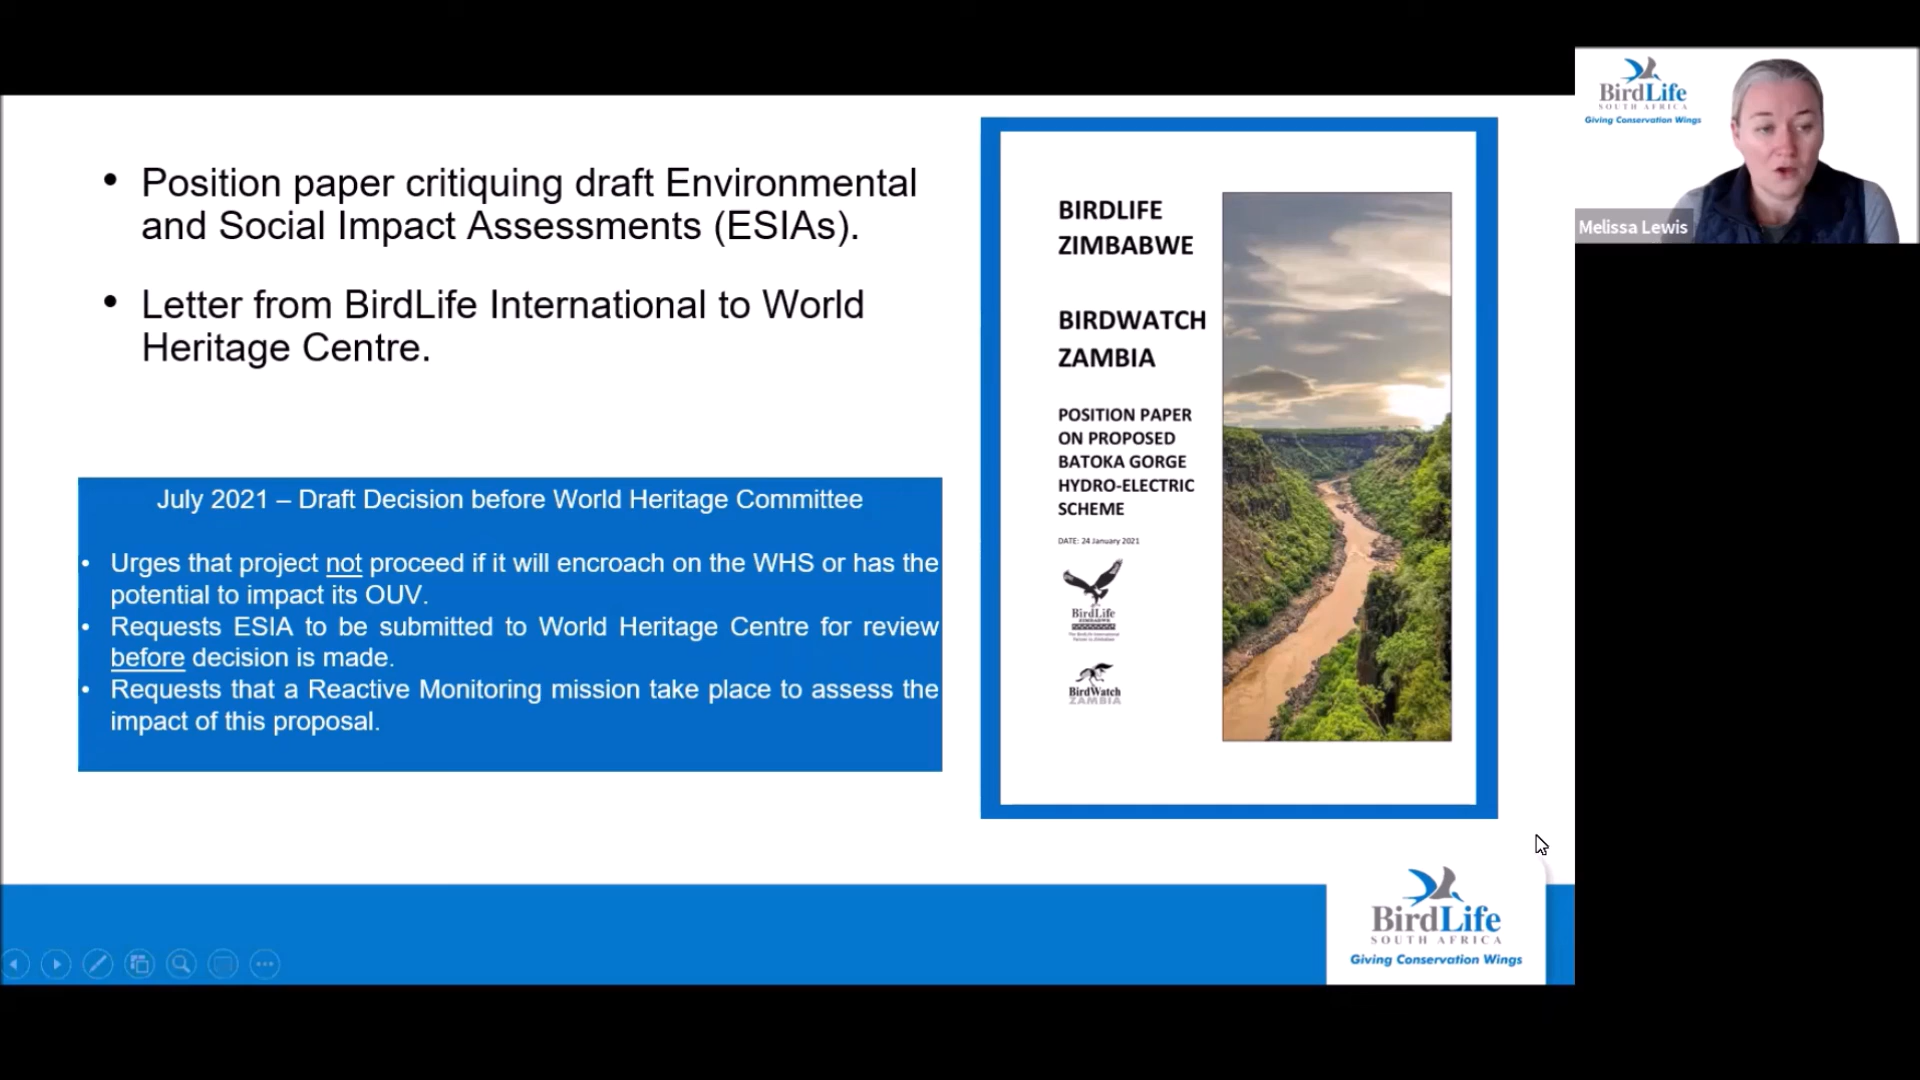 • Position paper critiquing draft Environmental
and Social Impact Assessments (ESIAs).
• Letter from BirdLife International to World
Heritage Centre.
July 2021 – Draft Decision before World Heritage Committee
• Urges that project not proceed if it will encroach on the WHS or has the
potential to impact its OUV.
• Requests ESIA to be submitted to World Heritage Centre for review
before decision is made.
• Requests that a Reactive Monitoring mission take place to assess the
impact of this proposal.
BIRDLIFE
ZIMBABWE
BIRDWATCH
ZAMBIA
POSITION PAPER
ON PROPOSED
BATOKA GORGE
HYDRO-ELECTRIC
SCHEME
DATE: 24 January 2021
BirdLife
ZIMBABWE
BirdWatch
ZAMBIA
BirdLife
SOUTH AFRICA
Giving Conservation Wings
BirdLife
SOUTH AFRICA
Giving Conservation Wings
Melissa Lewis